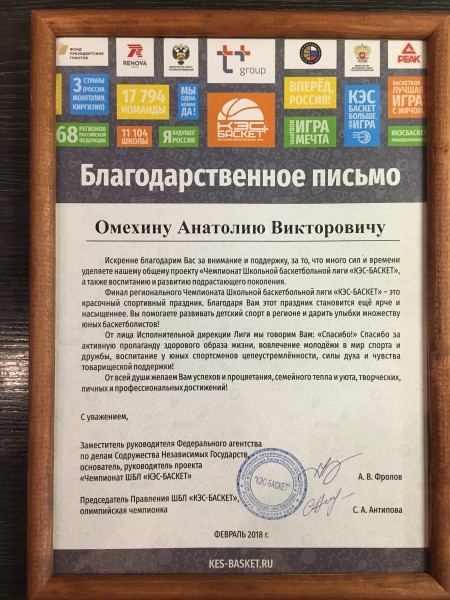 ФОНД
ПРЕЗИДЕНТСКИХ
ГРАНТОВ
RENOVA
t+
group
PEAK
3 СТРАНЫ
(РОССИЯ,
МОНГОЛИЯ,
КИРГИЗИЯ)
17 794
КОМАНДЫ
МЫ
ОДНА
КОМАН
ДА!
68 РЕГИОНОВ
РОССИЙСКОЙ
ФЕДЕРАЦИИ
11 104
ШКОЛЫ
Я БУДУЩЕЕ
РОССИИ
КЭС
БАСКЕТ
ВПЕРЁД,
РОССИЯ!
ИГРА
МЕЧТА
КЭС
БАСКЕТ
БОЛЬШЕ,
ЧЕМ ИГРА
БАСКЕТБОЛ
ЛУЧШАЯ
ИГРА
С МЯЧОМ
#КЕСБАСКЕТ
Благодарственное письмо
Омехину Анатолию Викторовичу
Искренне благодарим Вас за внимание и поддержку, за то, что много сил и времени
уделяете нашему общему проекту «Чемпионат Школьной баскетбольной лиги «КЭС-БАСКЕТ»,
а также воспитанию и развитию подрастающего поколения.
Финал регионального Чемпионата Школьной баскетбольной лиги «КЭС-БАСКЕТ» – это
красочный спортивный праздник. Благодаря Вам этот праздник становится ещё ярче и
насыщеннее. Вы помогаете развивать детский спорт в регионе и дарить улыбки множеству
юных баскетболистов!
От лица Исполнительной дирекции Лиги мы говорим Вам: «Спасибо!» Спасибо за
активную пропаганду здорового образа жизни, вовлечение молодёжи в мир спорта и
дружбы, воспитание у юных спортсменов целеустремлённости, силы духа и чувства
товарищеской поддержки!
От всей души желаем Вам успехов и процветания, семейного тепла и уюта, творческих,
личных и профессиональных достижений!
С уважением,
Заместитель руководителя Федерального агентства
по делам Содружества Независимых Государств,
основатель, руководитель проекта
«Чемпионат ШБЛ «КЭС-БАСКЕТ»
А. В. Фролов
"КЭС-БАСКЕТ"
Председатель Правления ШБЛ «КЭС-БАСКЕТ»,
олимпийская чемпионка
С. А. Антипова
ФЕВРАЛЬ 2018 г.
KES-BASKET.RU